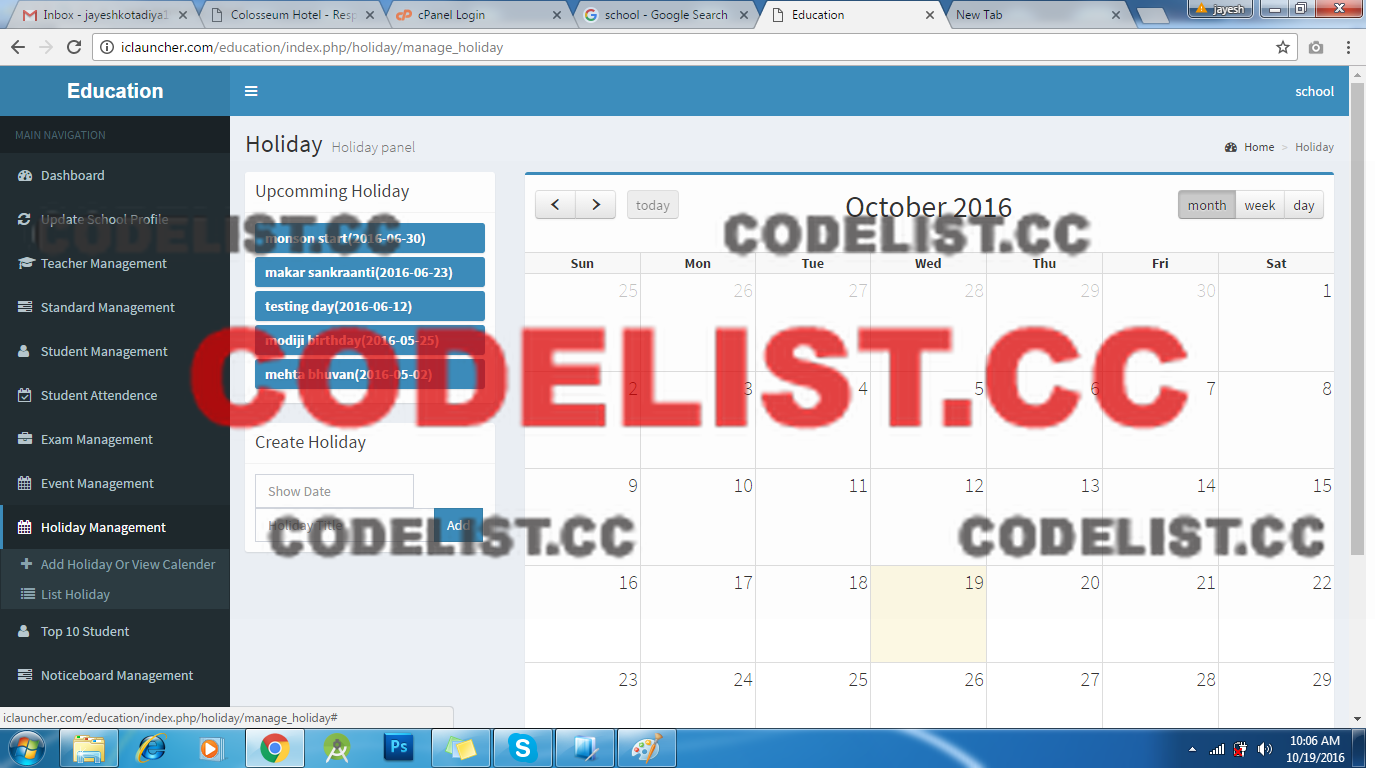 Inbox - jayeshkotadiya1
Colosseum Hotel - Resp
cPanel Login
school - Google Search
Education
New Tab
jayesh
iclauncher.com/education/index.php/holiday/manage_holiday
Education
school
MAIN NAVIGATION
Dashboard
Update School Profile
Teacher Management
Standard Management
Student Management
Student Attendence
Exam Management
Event Management
Holiday Management
Add Holiday Or View Calender
List Holiday
Top 10 Student
Noticeboard Management
Holiday Holiday panel
Home > Holiday
Upcomming Holiday
monson start(2016-06-30)
makar sankraanti(2016-06-23)
testing day(2016-06-12)
modiji birthday(2016-05-25)
mehta bhuvan(2016-05-02)
Create Holiday
Show Date
Holiday Title
Add
today
October 2016
month week day
Sun Mon Tue Wed Thu Fri Sat
25 26 27 28 29 30 1
2 3 4 5 6 7 8
9 10 11 12 13 14 15
16 17 18 19 20 21 22
23 24 25 26 27 28 29
CODELIST.CC
CODELIST.CC
CODELIST.CC
CODELIST.CC
CODELIST.CC
iclauncher.com/education/index.php/holiday/manage_holiday#
Ps
10:06 AM
10/19/2016